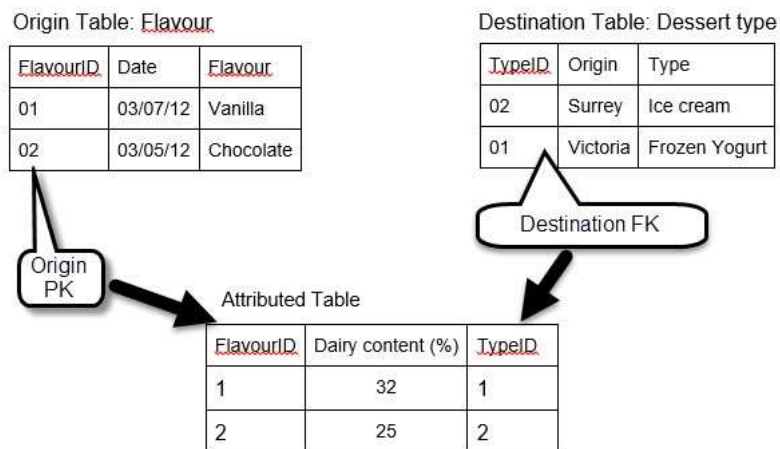 Origin Table: Flavour
FlavourID Date Flavour
01 03/07/12 Vanilla
02 03/05/12 Chocolate
Origin
PK
Destination Table: Dessert type
TypeID Origin Type
02 Surrey Ice cream
01 Victoria Frozen Yogurt
Destination FK
Attributed Table
FlavourID Dairy content (%) TypeID
1 32 1
2 25 2